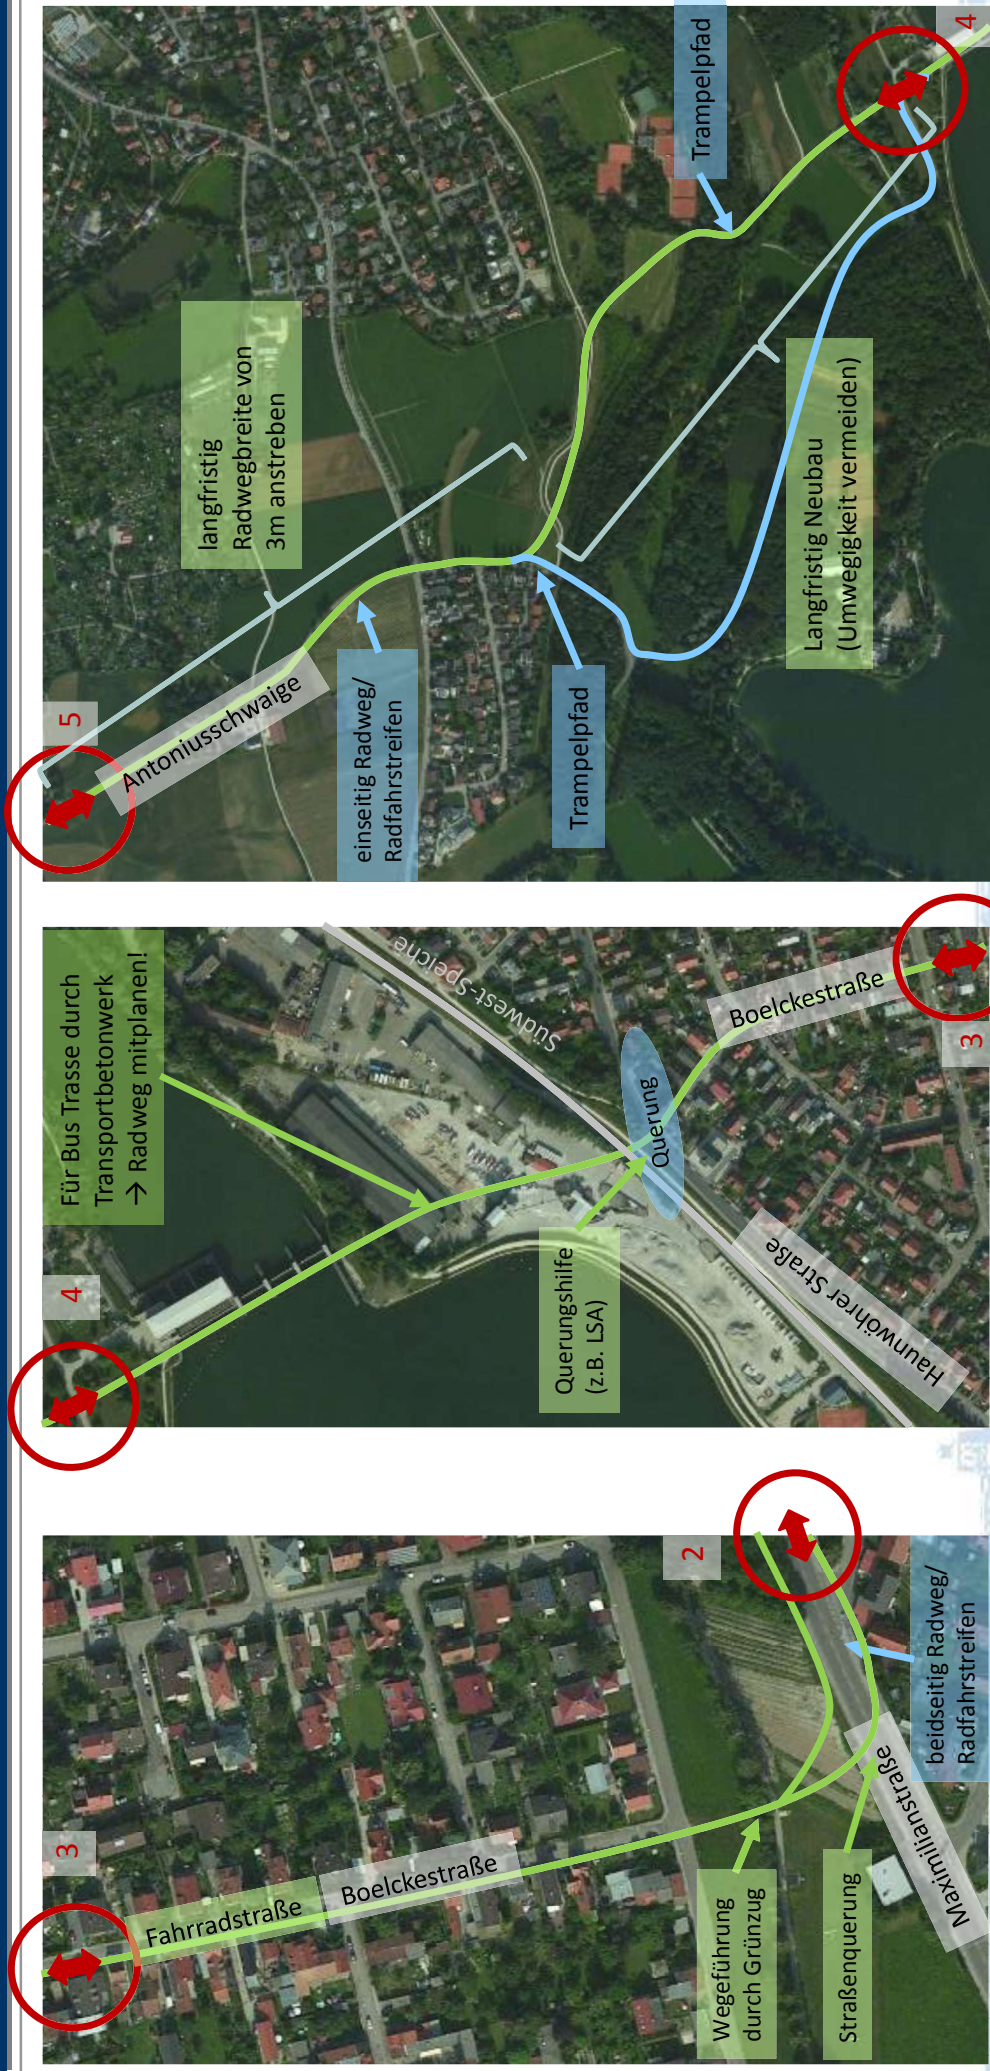 3
Fahrradstraße
Boelckestraße
Wegeführung
durch Grünzug
Straßenquerung
Maximilianstraße
2
beidseitig Radweg/
Radfahrstreifen
4
Für Bus Trasse durch
Transportbetonwerk
→ Radweg mitplanen!
Südwest-Speiche
Querungshilfe
(z.B. LSA)
Querung
Haunwöhrer Straße
Boelckestraße
3
5
Antoniusschwaige
langfristig
Radwegbreite von
3m anstreben
einseitig Radweg/
Radfahrstreifen
Trampelpfad
Trampelpfad
Langfristig Neubau
(Umwegigkeit vermeiden)
4